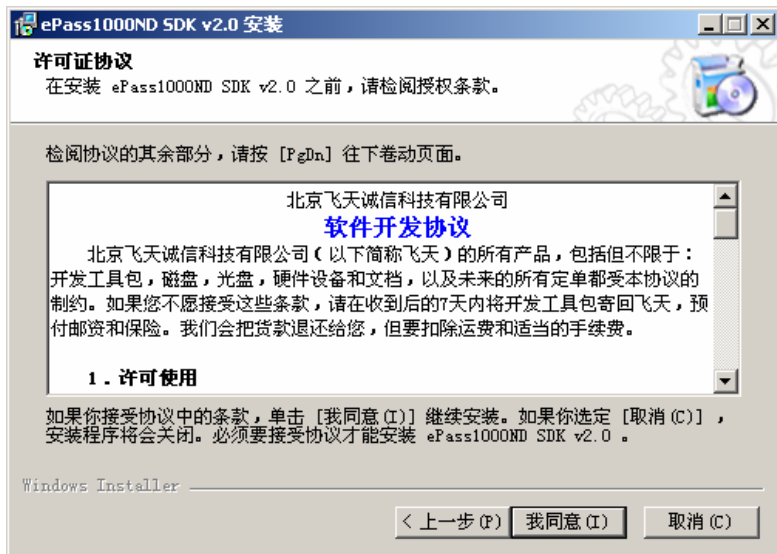 ePass1000ND SDK v2.0 安装
许可证协议
在安装 ePass1000ND SDK v2.0 之前，请检阅授权条款。
检阅协议的其余部分，请按 [PgDn] 往下卷动页面。
北京飞天诚信科技有限公司
软件开发协议
北京飞天诚信科技有限公司（以下简称飞天）的所有产品，包括但不限于：
开发工具包，磁盘，光盘，硬件设备和文档，以及未来的所有定单都受本协议的
制约。如果您不愿接受这些条款，请在收到后的7天内将开发工具包寄回飞天，预
付邮资和保险。我们会把货款退还给您，但要扣除运费和适当的手续费。
1．许可使用
如果你接受协议中的条款，单击 [我同意(I)] 继续安装。如果你选定 [取消(C)] ，
安装程序将会关闭。必须要接受协议才能安装 ePass1000ND SDK v2.0 。
Windows Installer
< 上一步(P) 我同意(I) 取消(C)